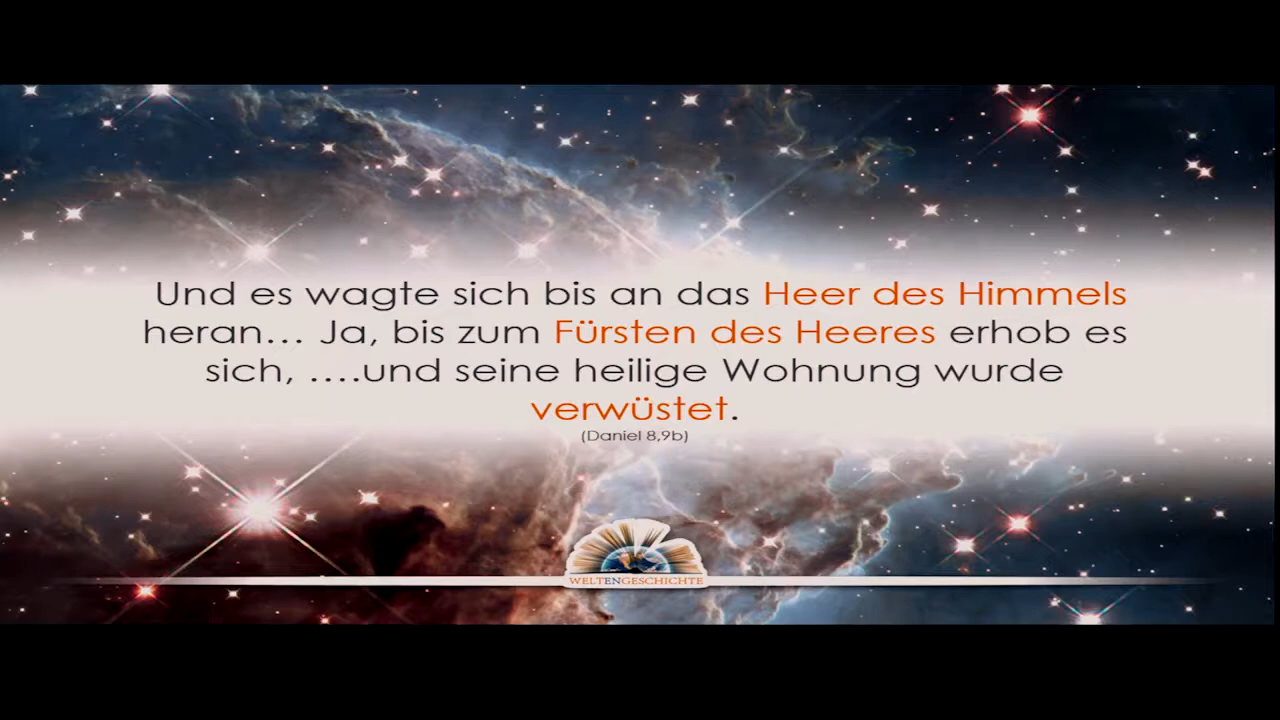 Und es wagte sich bis an das Heer des Himmels
heran... Ja, bis zum Fürsten des Heeres erhob es
sich, ....und seine heilige Wohnung wurde
verwüstet.
(Daniel 8,9b)
WELTENGESCHICHTE